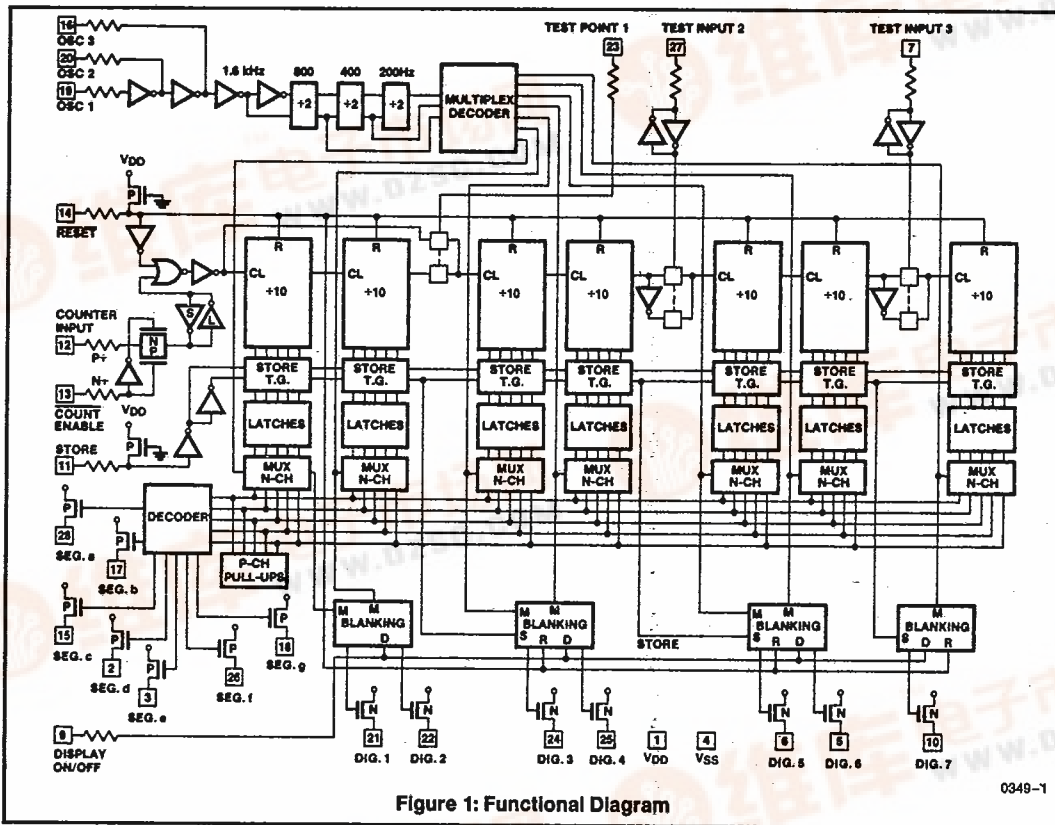 16
OSC 3
20
OSC 2
19
OSC 1
1.6 kHz
800
400
200Hz
÷2
÷2
÷2
MULTIPLEX
DECODER
TEST POINT 1
23
TEST INPUT 2
27
TEST INPUT 3
7
VDD
P
14
RESET
COUNTER
INPUT
12
P÷
N
P
S
L
13
N+
COUNT
ENABLE
VDD
P
STORE
11
R
CL
÷10
R
÷10
R
CL
÷10
R
CL
÷10
R
CL
÷10
R
CL
÷10
R
CL
÷10
STORE
T.G.
STORE
T.G.
STORE
T.G.
STORE
T.G.
STORE
T.G.
STORE
T.G.
STORE
T.G.
LATCHES
LATCHES
LATCHES
LATCHES
LATCHES
LATCHES
LATCHES
MUX
N-CH
MUX
N-CH
MUX
N-CH
MUX
N-CH
MUX
N-CH
MUX
N-CH
MUX
N-CH
DECODER
P-CH
PULL-UPS
P
28
SEG. a
P
17
SEG. b
P
15
SEG. c
P
2
SEG. d
P
3
SEG. e
P
26
SEG. f
P
18
SEG. g
M M
BLANKING
D
M M
BLANKING
S R D
STORE
M M
BLANKING
S R D
M
BLANKING
S D R
9
DISPLAY
ON/OFF
N
21
DIG. 1
N
22
DIG. 2
N
24
DIG. 3
N
25
DIG. 4
1
VDD
4
VSS
N
6
DIG. 5
N
5
DIG. 6
N
10
DIG. 7
0349-1
Figure 1: Functional Diagram